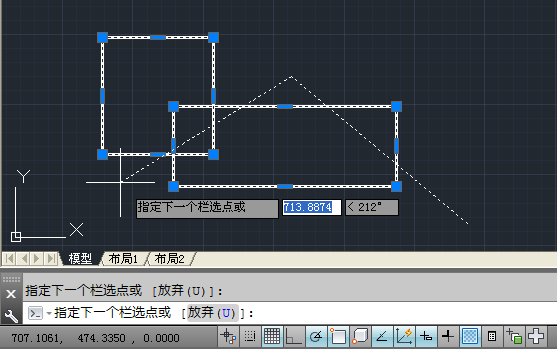 指定下一个栏选点或 713.8874 < 212°
Y
X
模型 布局1 布局2
指定下一个栏选点或 [放弃(U)]:
指定下一个栏选点或 [放弃(U)]:
707.1061, 474.3350 , 0.0000